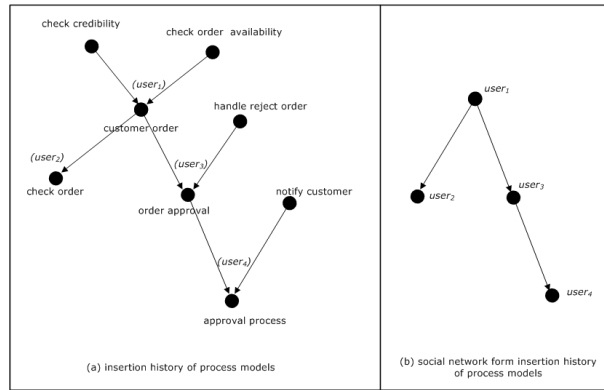 check credibility
check order availability
(user1)
handle reject order
customer order
(user2)
(user3)
check order
order approval
notify customer
(user4)
approval process
(a) insertion history of process models
user1
user2
user3
user4
(b) social network form insertion history
of process models